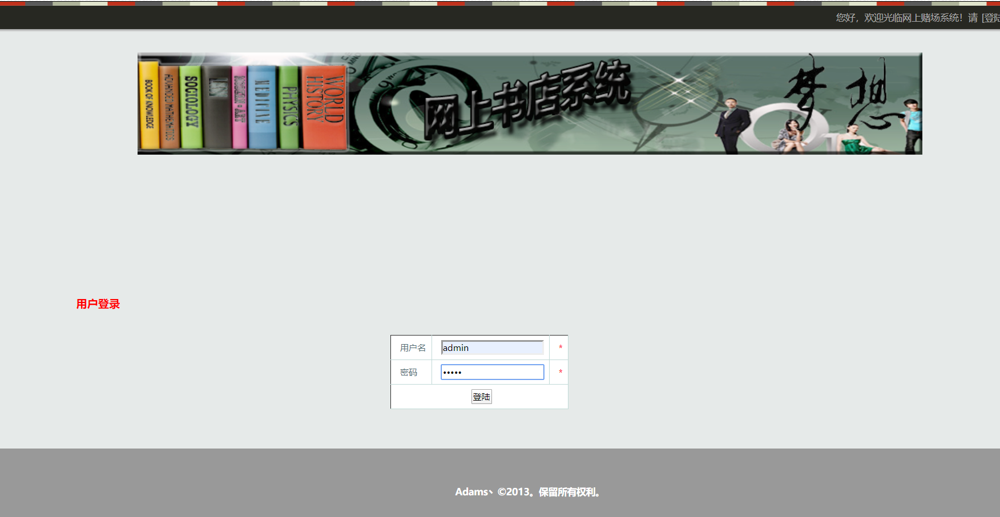 您好，欢迎光临网上赌场系统！请 [登陆
BOOK OF KNOWLEDGE
ADVANCED MATHEMATICS
SOCIOLOGY
MEDICINE
PHYSICS
WORLD HISTORY
网上书店系统
梦想
用户登录
用户名 admin *
密码 ••••• *
登陆
Adams丶©2013。保留所有权利。